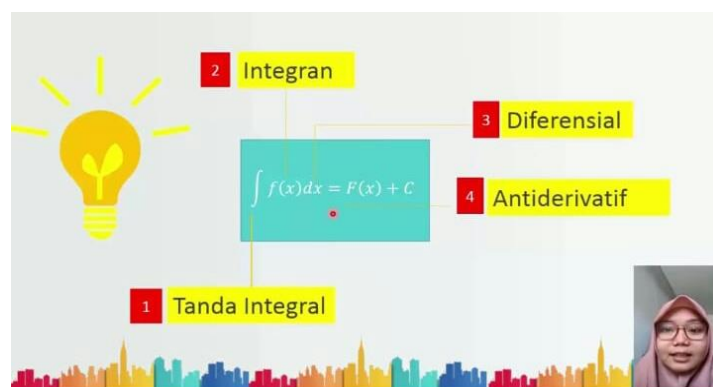 2 Integran
3 Diferensial
∫ f(x)dx = F(x) + C
4 Antiderivatif
1 Tanda Integral